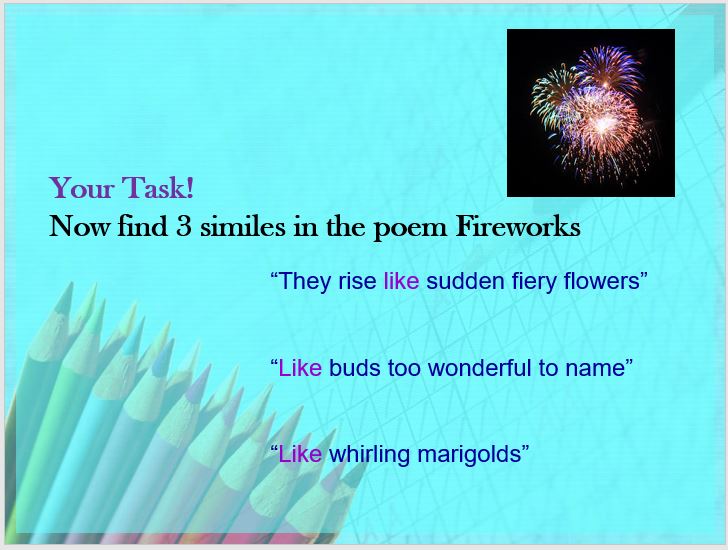 Your Task!
Now find 3 similes in the poem Fireworks
“They rise like sudden fiery flowers”
“Like buds too wonderful to name”
“Like whirling marigolds”